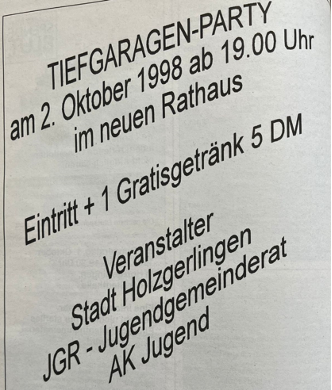 TIEFGARAGEN-PARTY
am 2. Oktober 1998 ab 19.00 Uhr
im neuen Rathaus
Eintritt + 1 Gratisgetränk 5 DM
Veranstalter
Stadt Holzgerlingen
JGR - Jugendgemeinderat
AK Jugend